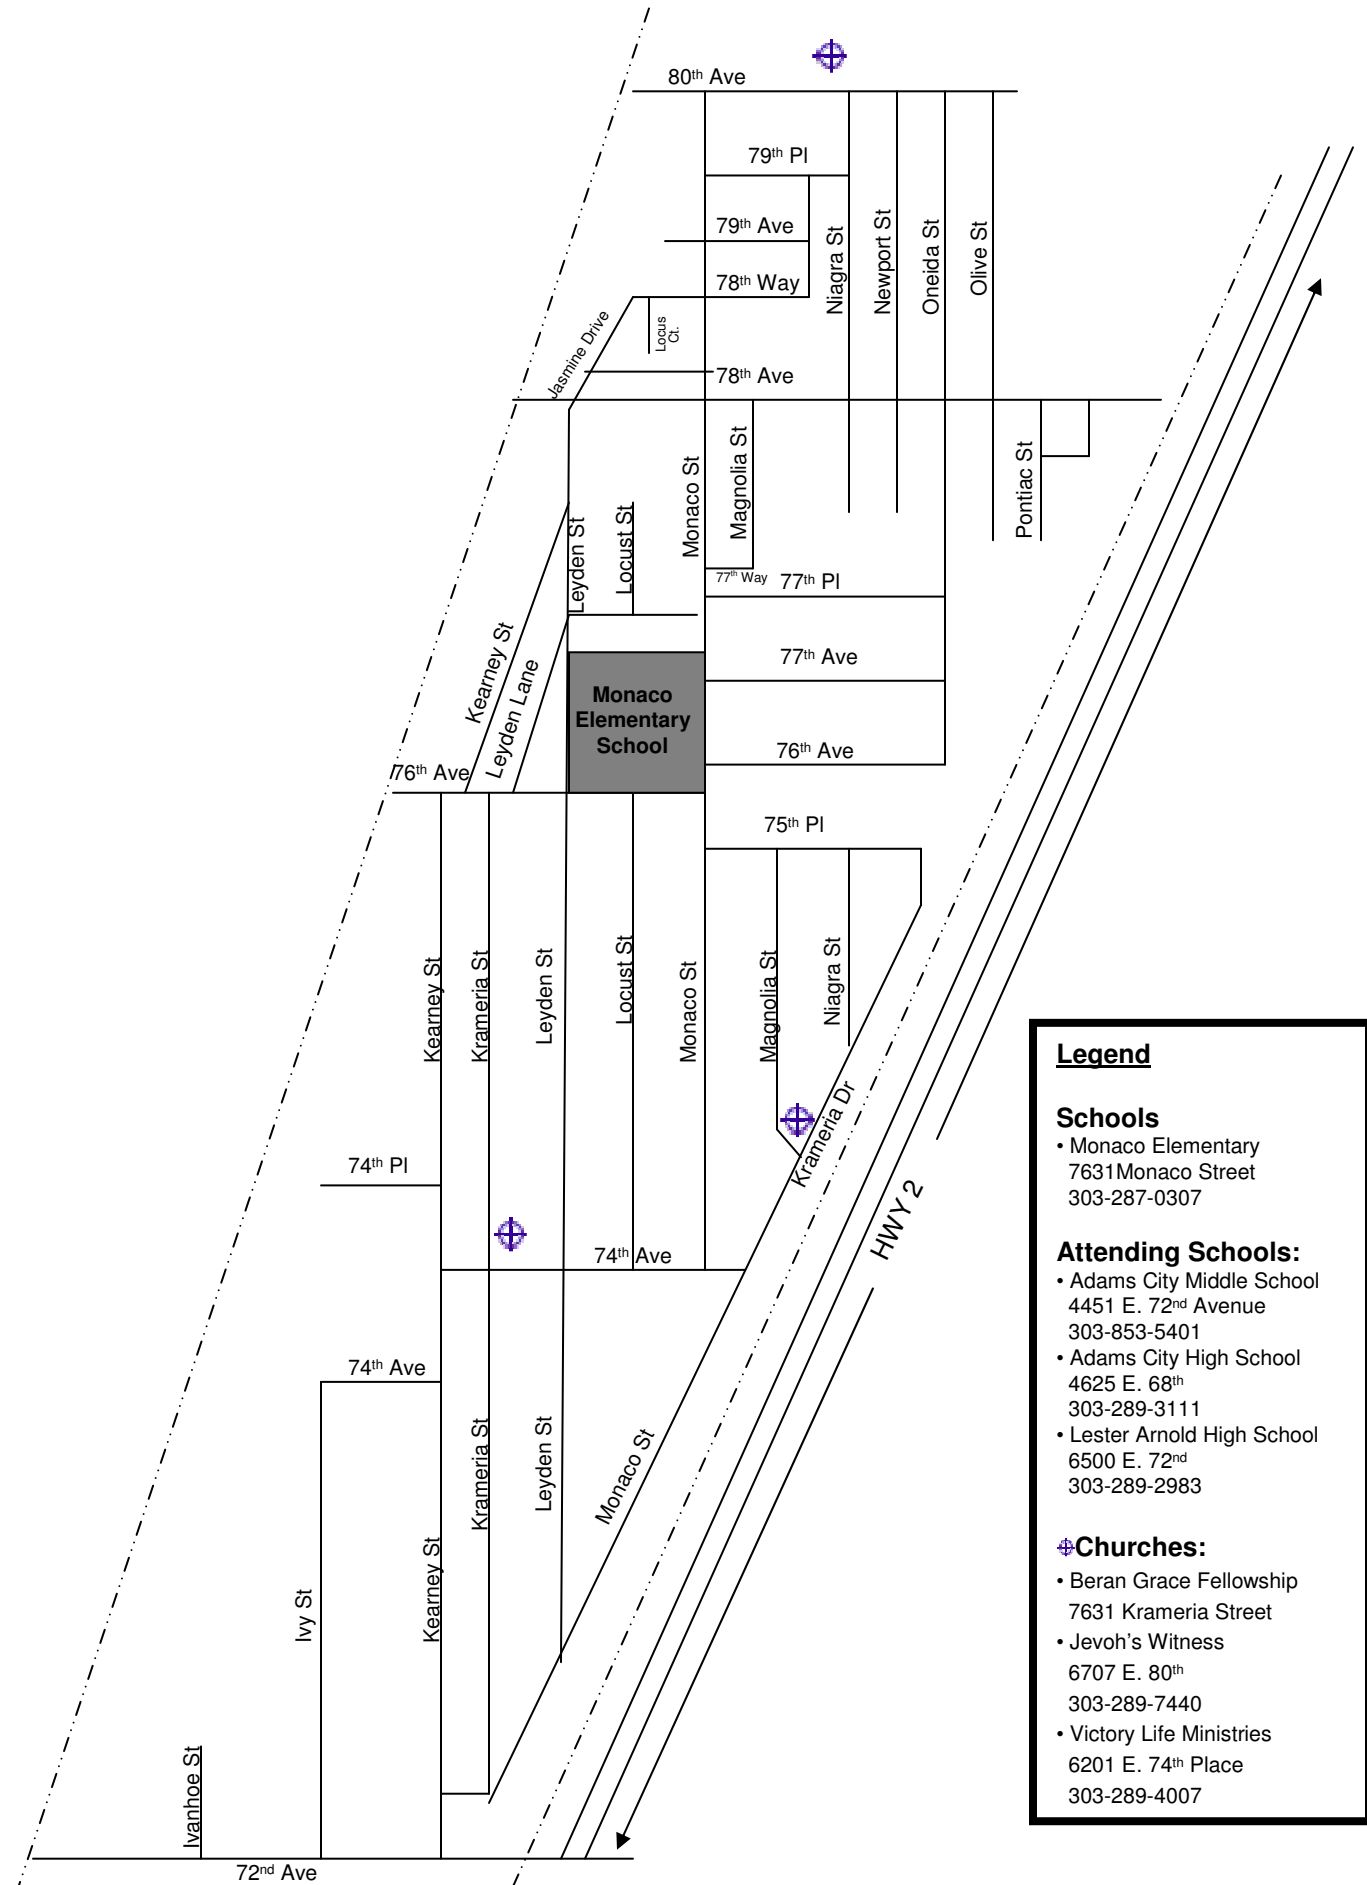 80th Ave
79th Pl
79th Ave
78th Way
Niagra St
Newport St
Oneida St
Olive St
Jasmine Drive
Locus
Ct.
78th Ave
Monaco St
Magnolia St
Pontiac St
Leyden St
Locust St
77th Way
77th Pl
Kearney St
Leyden Lane
77th Ave
Monaco
Elementary
School
76th Ave
76th Ave
75th Pl
Kearney St
Krameria St
Leyden St
Locust St
Monaco St
Magnolia St
Niagra St
Krameria Dr
74th Pl
HWY 2
74th Ave
74th Ave
Krameria St
Leyden St
Monaco St
Ivy St
Kearney St
Ivanhoe St
72nd Ave
Legend
Schools
• Monaco Elementary
7631Monaco Street
303-287-0307
Attending Schools:
• Adams City Middle School
4451 E. 72nd Avenue
303-853-5401
• Adams City High School
4625 E. 68th
303-289-3111
• Lester Arnold High School
6500 E. 72nd
303-289-2983
Churches:
• Beran Grace Fellowship
7631 Krameria Street
• Jevoh's Witness
6707 E. 80th
303-289-7440
• Victory Life Ministries
6201 E. 74th Place
303-289-4007